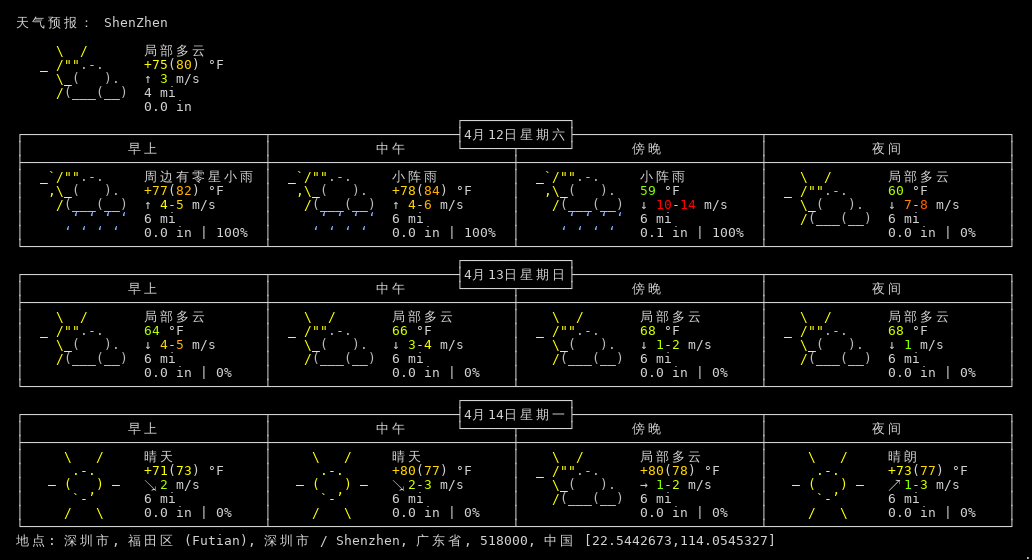 天气预报： ShenZhen
局部多云
+75(80) °F
↑ 3 m/s
4 mi
0.0 in
4月12日星期六
早上 中午 傍晚 夜间
周边有零星小雨 小阵雨 小阵雨 局部多云
+77(82) °F +78(84) °F 59 °F 60 °F
↑ 4-5 m/s ↑ 4-6 m/s ↓ 10-14 m/s ↓ 7-8 m/s
6 mi 6 mi 6 mi 6 mi
0.0 in | 100% 0.0 in | 100% 0.1 in | 100% 0.0 in | 0%
4月13日星期日
早上 中午 傍晚 夜间
局部多云 局部多云 局部多云 局部多云
64 °F 66 °F 68 °F 68 °F
↓ 4-5 m/s ↓ 3-4 m/s ↓ 1-2 m/s ↓ 1 m/s
6 mi 6 mi 6 mi 6 mi
0.0 in | 0% 0.0 in | 0% 0.0 in | 0% 0.0 in | 0%
4月14日星期一
早上 中午 傍晚 夜间
晴天 晴天 局部多云 晴朗
+71(73) °F +80(77) °F +80(78) °F +73(77) °F
↘ 2 m/s ↘ 2-3 m/s → 1-2 m/s ↗ 1-3 m/s
6 mi 6 mi 6 mi 6 mi
0.0 in | 0% 0.0 in | 0% 0.0 in | 0% 0.0 in | 0%
地点: 深圳市, 福田区 (Futian), 深圳市 / Shenzhen, 广东省, 518000, 中国 [22.5442673,114.0545327]